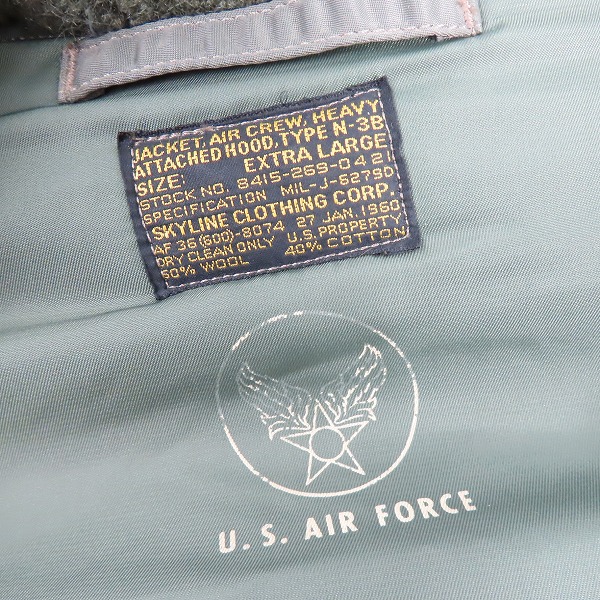 JACKET, AIR CREW, HEAVY
ATTACHED HOOD, TYPE N-3B
SIZE: EXTRA LARGE
STOCK NO. 8415-269-0421
SPECIFICATION MIL-J-6279D
SKYLINE CLOTHING CORP.
AF 36(600)-8074 27 JAN. 1960
DRY CLEAN ONLY U.S. PROPERTY
60% WOOL 40% COTTON
U.S. AIR FORCE